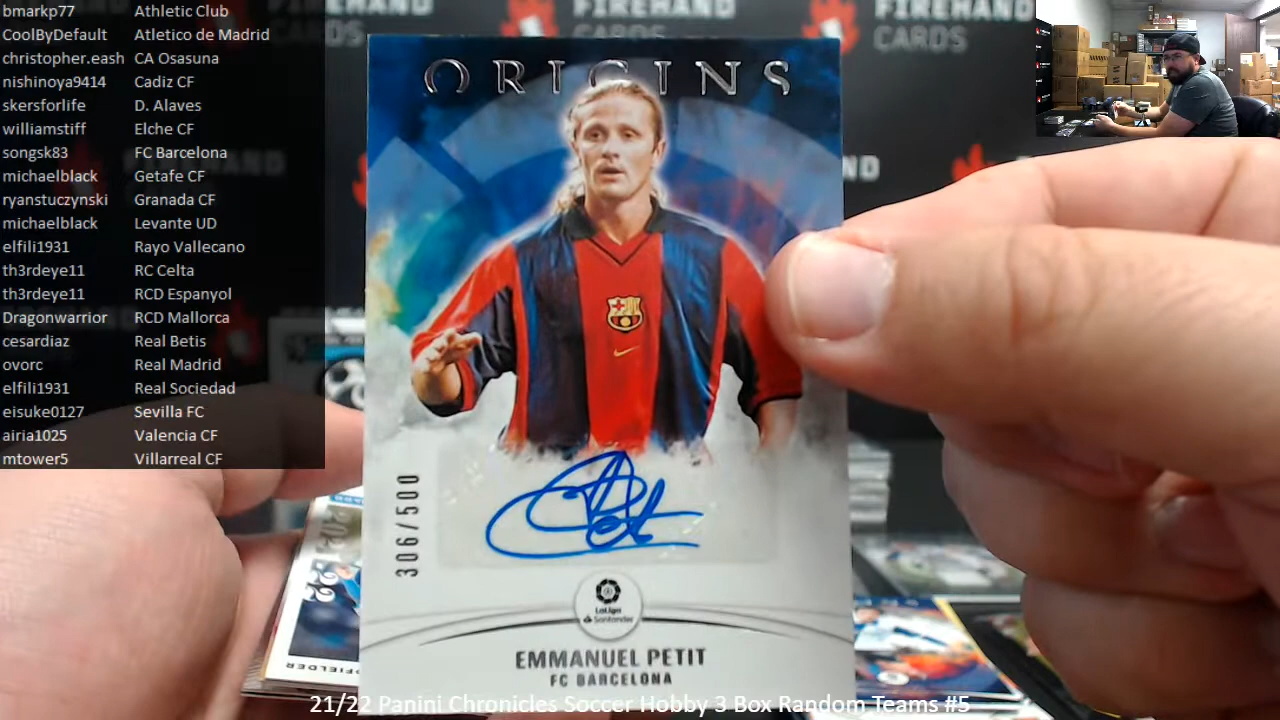 bmarkp77 Athletic Club
CoolByDefault Atletico de Madrid
christopher.eash CA Osasuna
nishinoya9414 Cadiz CF
skersforlife D. Alaves
williamstiff Elche CF
songsk83 FC Barcelona
michaelblack Getafe CF
ryanstuczynski Granada CF
michaelblack Levante UD
elfili1931 Rayo Vallecano
th3rdeye11 RC Celta
th3rdeye11 RCD Espanyol
Dragonwarrior RCD Mallorca
cesardiaz Real Betis
ovorc Real Madrid
elfili1931 Real Sociedad
eisuke0127 Sevilla FC
airia1025 Valencia CF
mtower5 Villarreal CF
FIREHAND CARDS
FIREHAND CARDS
ORIGINS
306/500
LaLiga
Santander
EMMANUEL PETIT
FC BARCELONA
21/22 Panini Chronicles Soccer Hobby 3 Box Random Teams #5